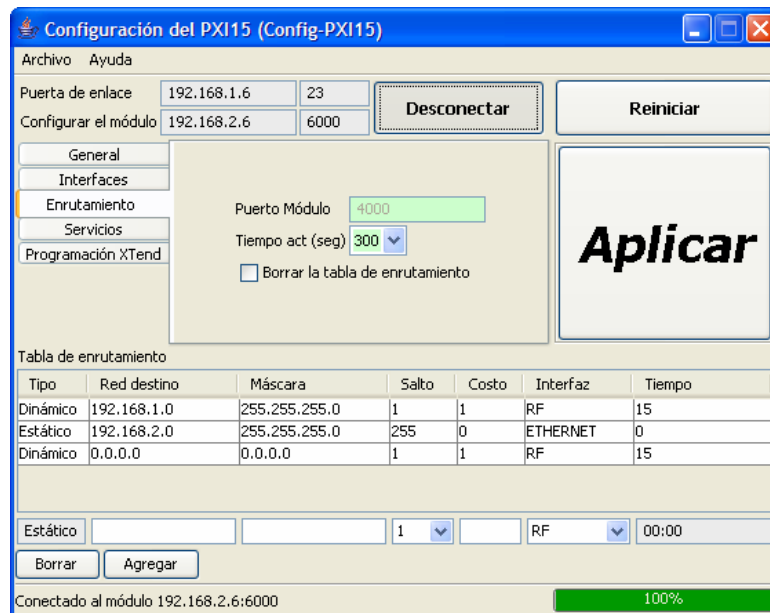 Configuración del PXI15 (Config-PXI15)
Archivo Ayuda
Puerta de enlace 192.168.1.6 23
Configurar el módulo 192.168.2.6 6000
Desconectar
Reiniciar
General
Interfaces
Enrutamiento
Servicios
Programación XTend
Puerto Módulo 4000
Tiempo act (seg) 300
Borrar la tabla de enrutamiento
Aplicar
Tabla de enrutamiento
Tipo Red destino Máscara Salto Costo Interfaz Tiempo
Dinámico 192.168.1.0 255.255.255.0 1 1 RF 15
Estático 192.168.2.0 255.255.255.0 255 0 ETHERNET 0
Dinámico 0.0.0.0 0.0.0.0 1 1 RF 15
Estático 1 RF 00:00
Borrar Agregar
Conectado al módulo 192.168.2.6:6000 100%